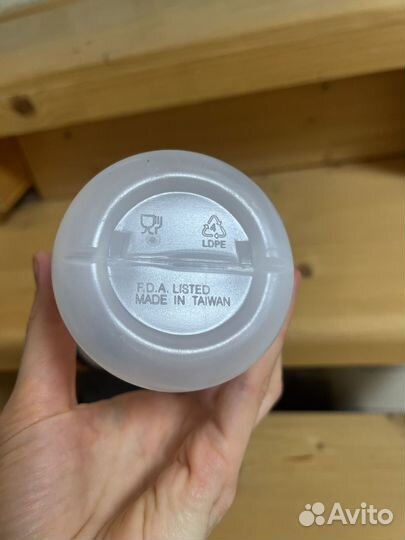 4
LDPE
F.D.A. LISTED
MADE IN TAIWAN
Avito